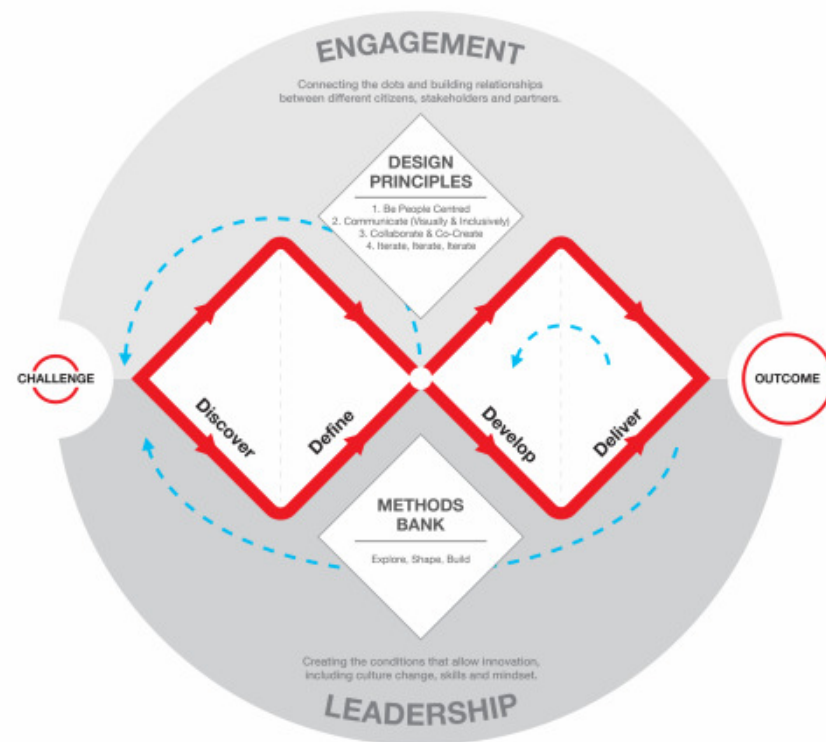 ENGAGEMENT
Connecting the dots and building relationships
between different citizens, stakeholders and partners.
DESIGN
PRINCIPLES
1. Be People Centred
2. Communicate (Visually & Inclusively)
3. Collaborate & Co-Create
4. Iterate, Iterate, Iterate
CHALLENGE
OUTCOME
Discover
Define
Develop
Deliver
METHODS
BANK
Explore, Shape, Build
Creating the conditions that allow innovation,
including culture change, skills and mindset.
LEADERSHIP